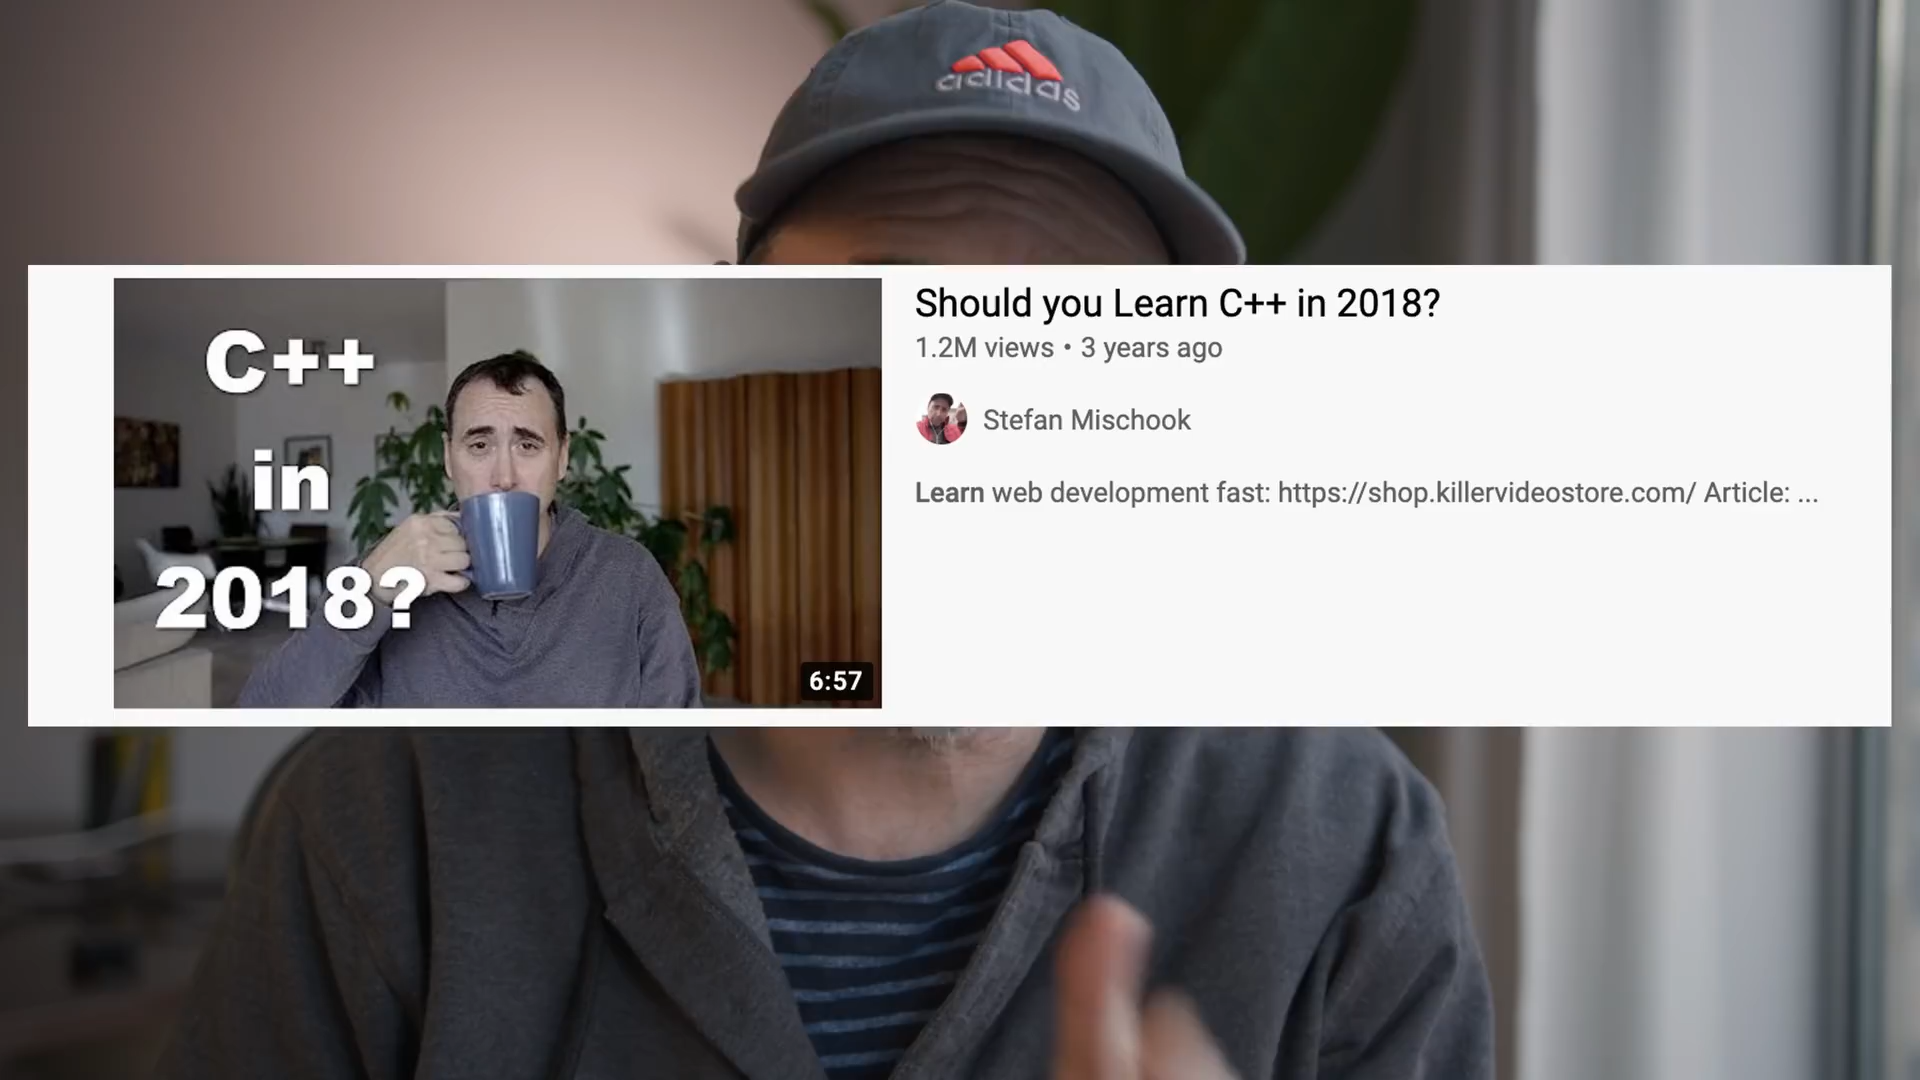 adidas
C++
in
2018?
6:57
Should you Learn C++ in 2018?
1.2M views • 3 years ago
Stefan Mischook
Learn web development fast: https://shop.killervideostore.com/ Article: ...